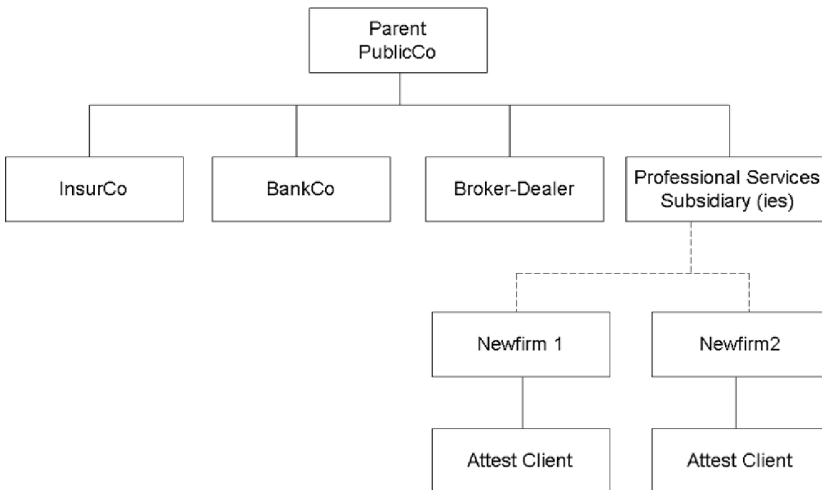 Parent
PublicCo
InsurCo
BankCo
Broker-Dealer
Professional Services
Subsidiary (ies)
Newfirm 1
Newfirm2
Attest Client
Attest Client